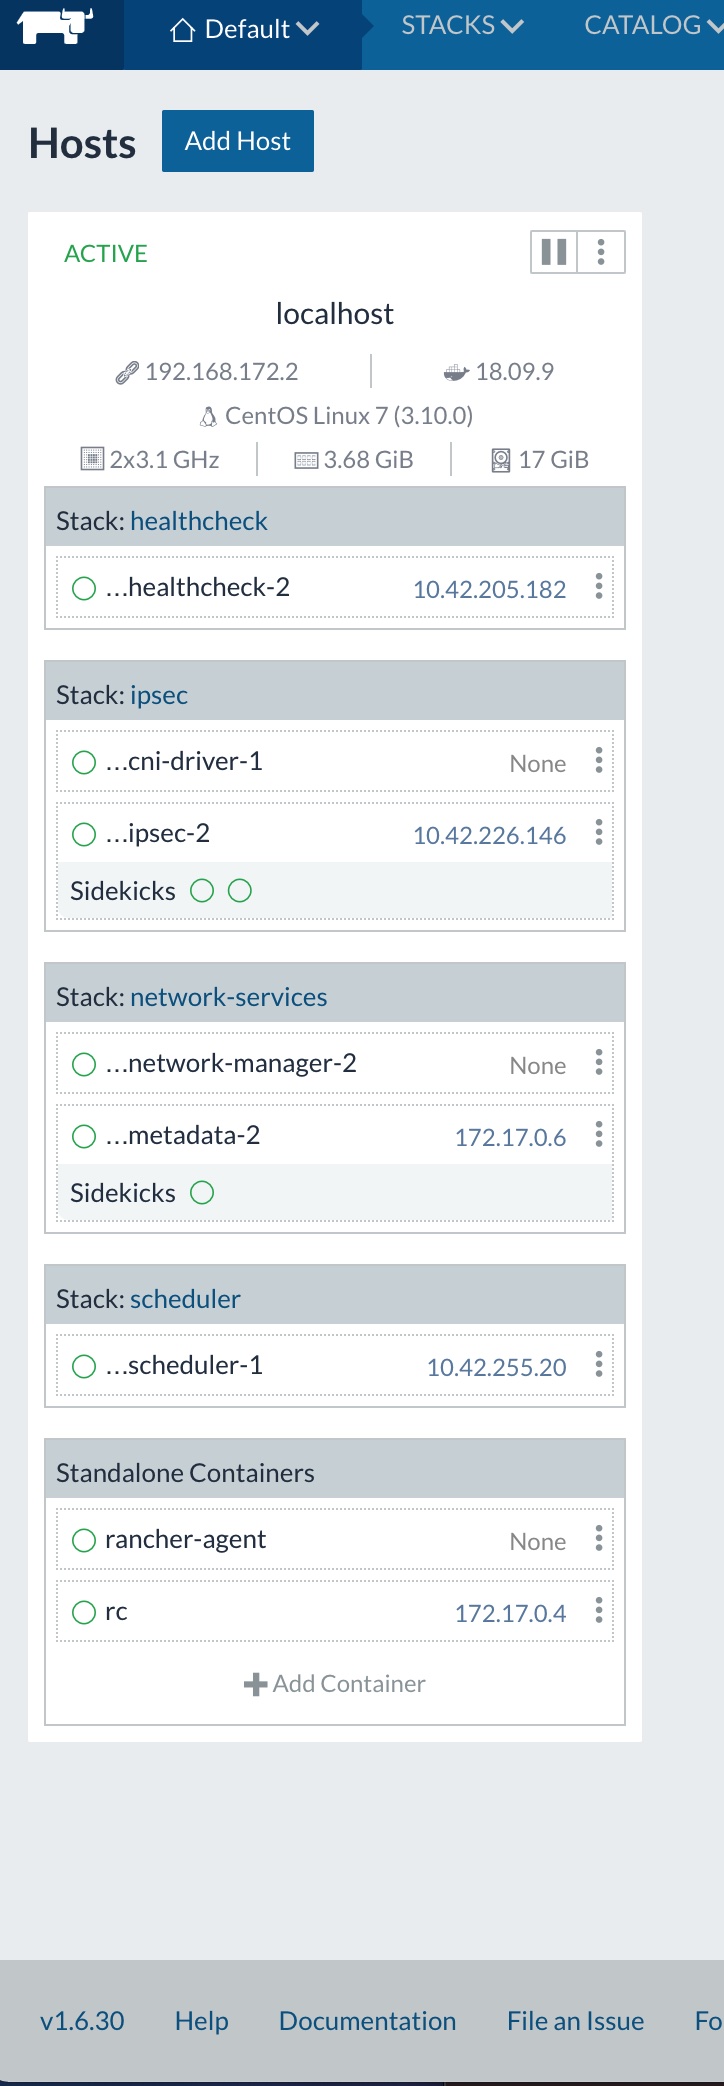 Default STACKS CATALOG
Hosts Add Host
ACTIVE
localhost
192.168.172.2 18.09.9
CentOS Linux 7 (3.10.0)
2x3.1 GHz 3.68 GiB 17 GiB
Stack: healthcheck
...healthcheck-2 10.42.205.182
Stack: ipsec
...cni-driver-1 None
...ipsec-2 10.42.226.146
Sidekicks
Stack: network-services
...network-manager-2 None
...metadata-2 172.17.0.6
Sidekicks
Stack: scheduler
...scheduler-1 10.42.255.20
Standalone Containers
rancher-agent None
rc 172.17.0.4
Add Container
v1.6.30 Help Documentation File an Issue Fo